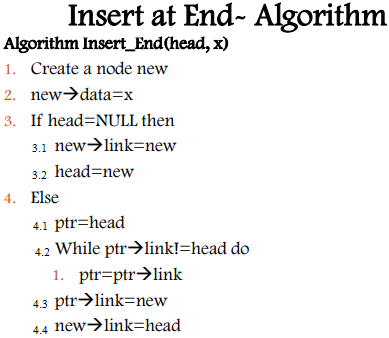 Insert at End- Algorithm
Algorithm Insert_End(head, x)
1. Create a node new
2. new→data=x
3. If head=NULL then
3.1 new→link=new
3.2 head=new
4. Else
4.1 ptr=head
4.2 While ptr→link!=head do
1. ptr=ptr→link
4.3 ptr→link=new
4.4 new→link=head